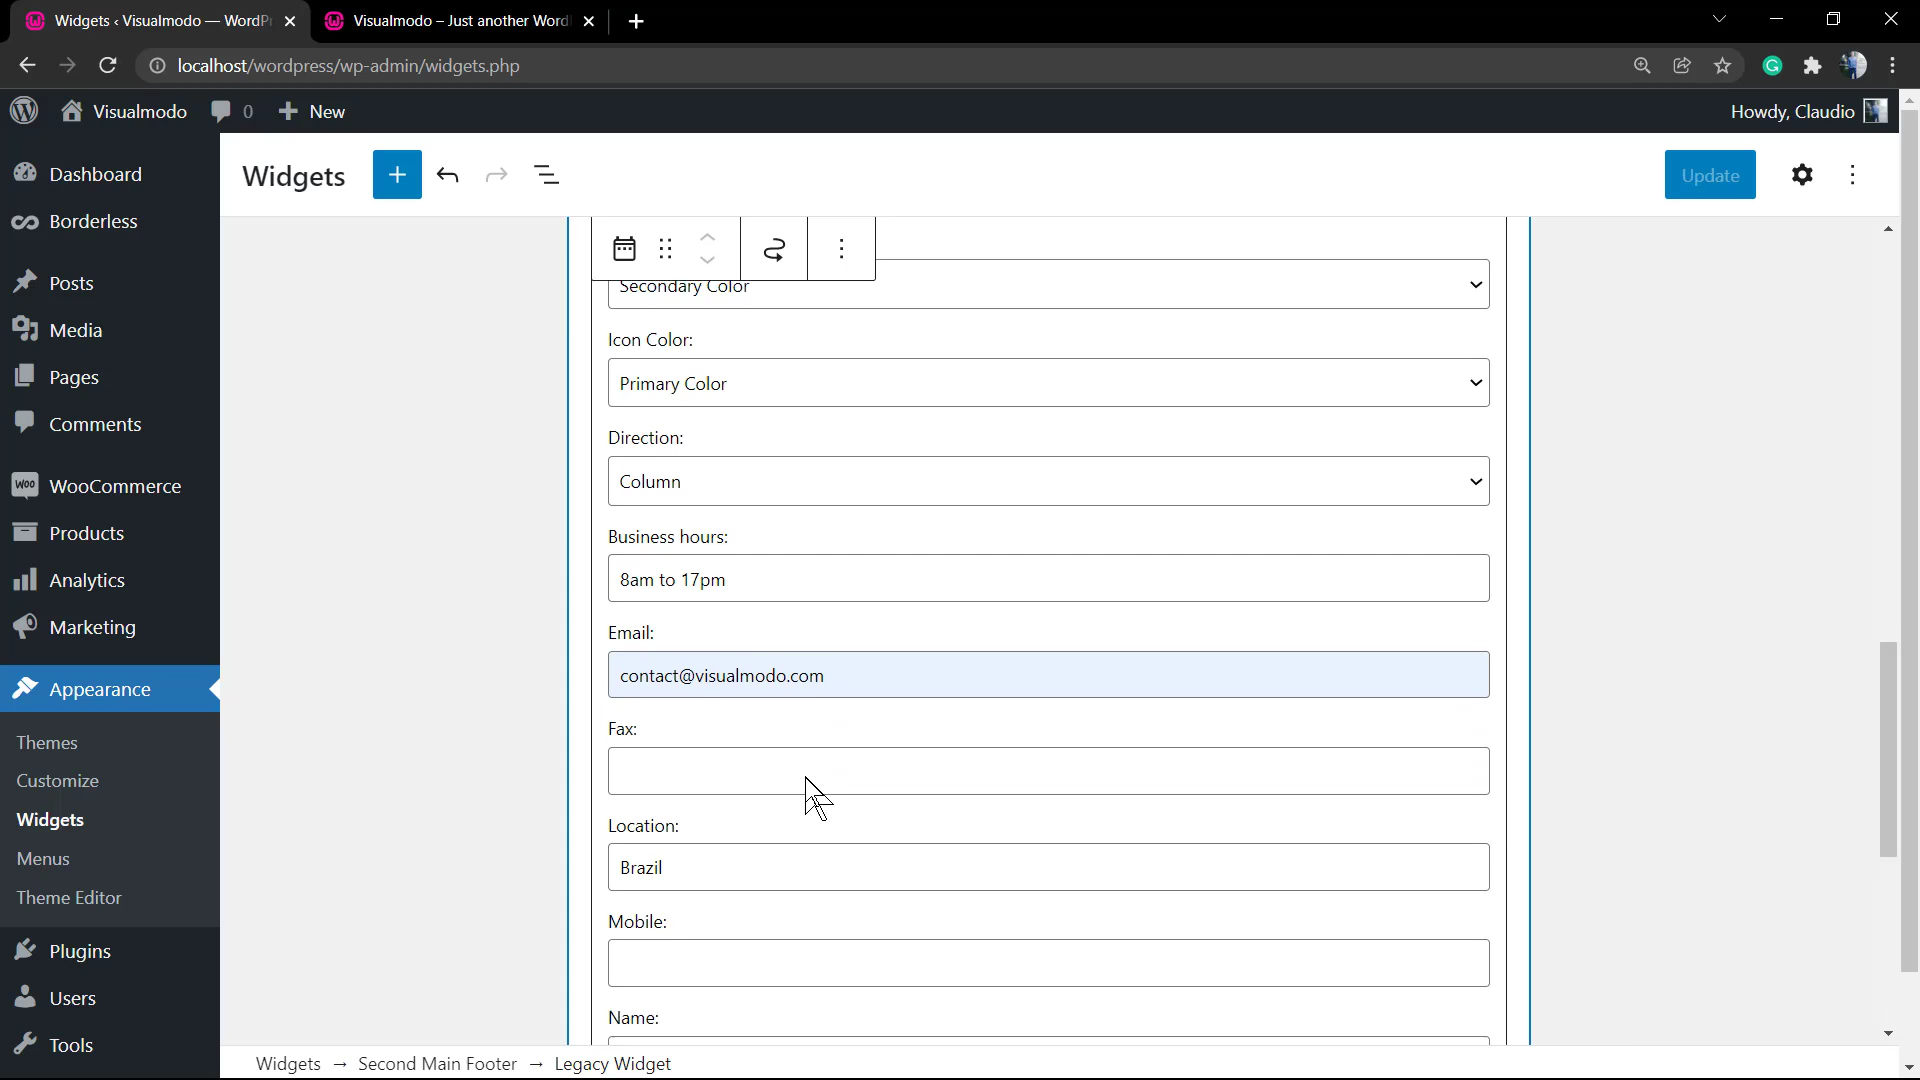 Widgets ‹ Visualmodo — WordPr
Visualmodo – Just another Word
localhost/wordpress/wp-admin/widgets.php
Visualmodo
0
New
Howdy, Claudio
Dashboard
Borderless
Posts
Media
Pages
Comments
Woo
WooCommerce
Products
Analytics
Marketing
Appearance
Themes
Customize
Widgets
Menus
Theme Editor
Plugins
Users
Tools
Widgets
Update
Secondary Color
Icon Color:
Primary Color
Direction:
Column
Business hours:
8am to 17pm
Email:
contact@visualmodo.com
Fax:
Location:
Brazil
Mobile:
Name:
Widgets → Second Main Footer → Legacy Widget